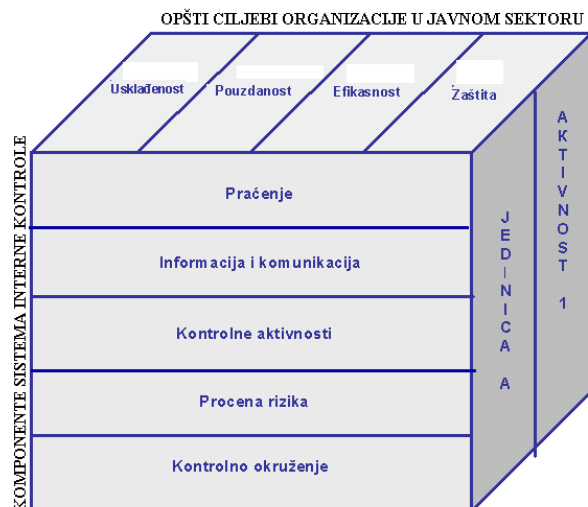 OPŠTI CILJEBI ORGANIZACIJE U JAVNOM SEKTORU
Usklađenost
Pouzdanost
Efikasnost
Zaštita
KOMPONENTE SISTEMA INTERNE KONTROLE
Praćenje
Informacija i komunikacija
Kontrolne aktivnosti
Procena rizika
Kontrolno okruženje
JEDINICA A
AKTIVNOST 1